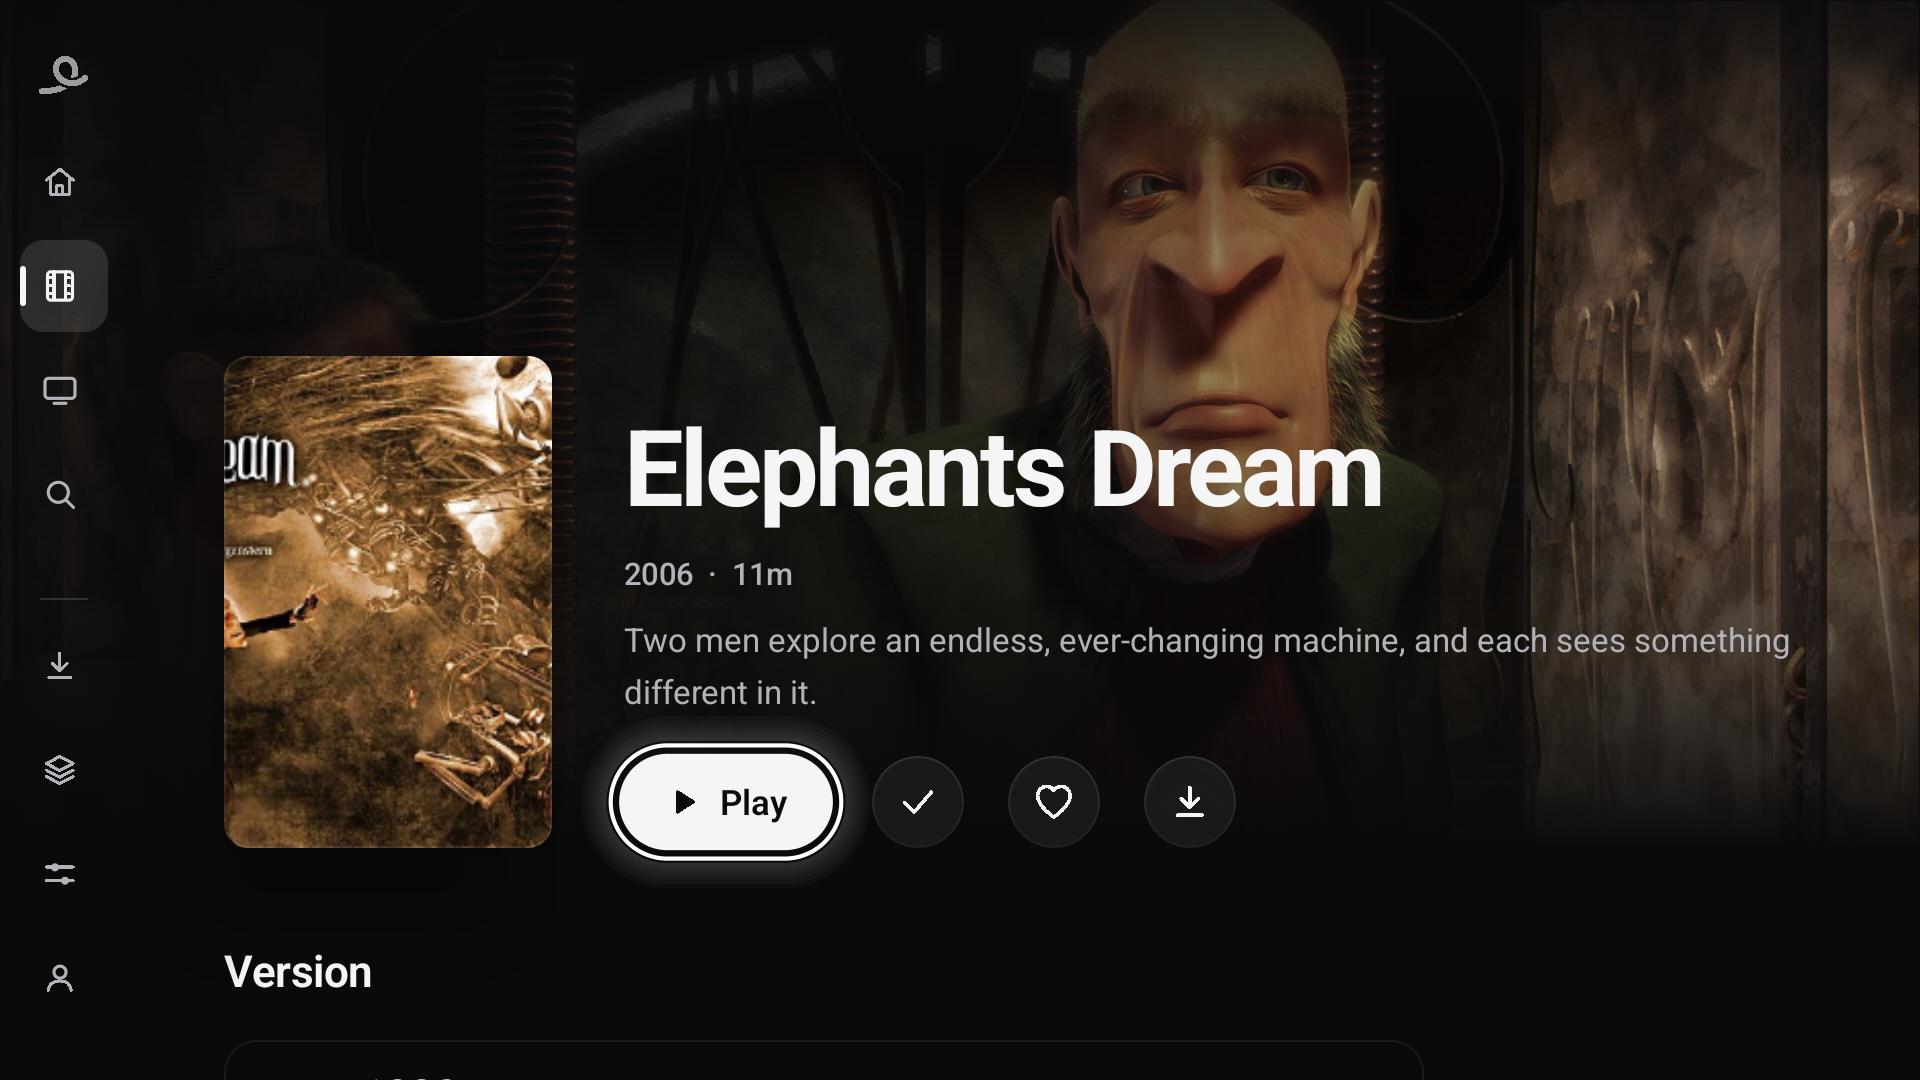 Elephants Dream
2006 · 11m
Two men explore an endless, ever-changing machine, and each sees something
different in it.
Play
Version